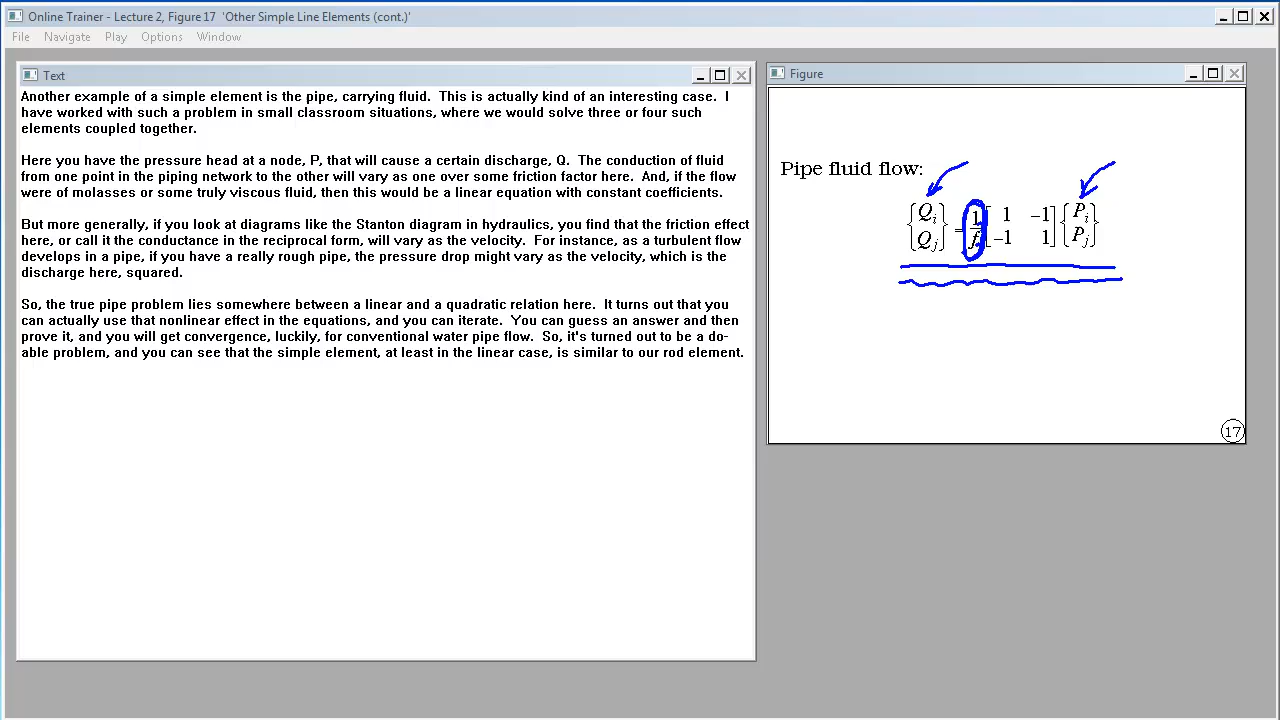 Online Trainer - Lecture 2, Figure 17 'Other Simple Line Elements (cont.)'
File Navigate Play Options Window
Text
Another example of a simple element is the pipe, carrying fluid. This is actually kind of an interesting case. I
have worked with such a problem in small classroom situations, where we would solve three or four such
elements coupled together.
Here you have the pressure head at a node, P, that will cause a certain discharge, Q. The conduction of fluid
from one point in the piping network to the other will vary as one over some friction factor here. And, if the flow
were of molasses or some truly viscous fluid, then this would be a linear equation with constant coefficients.
But more generally, if you look at diagrams like the Stanton diagram in hydraulics, you find that the friction effect
here, or call it the conductance in the reciprocal form, will vary as the velocity. For instance, as a turbulent flow
develops in a pipe, if you have a really rough pipe, the pressure drop might vary as the velocity, which is the
discharge here, squared.
So, the true pipe problem lies somewhere between a linear and a quadratic relation here. It turns out that you
can actually use that nonlinear effect in the equations, and you can iterate. You can guess an answer and then
prove it, and you will get convergence, luckily, for conventional water pipe flow. So, it's turned out to be a do-
able problem, and you can see that the simple element, at least in the linear case, is similar to our rod element.
Figure
Pipe fluid flow:
{Qi} 1 [ 1 -1] {Pi}
{Qj} = f [-1 1] {Pj}
17